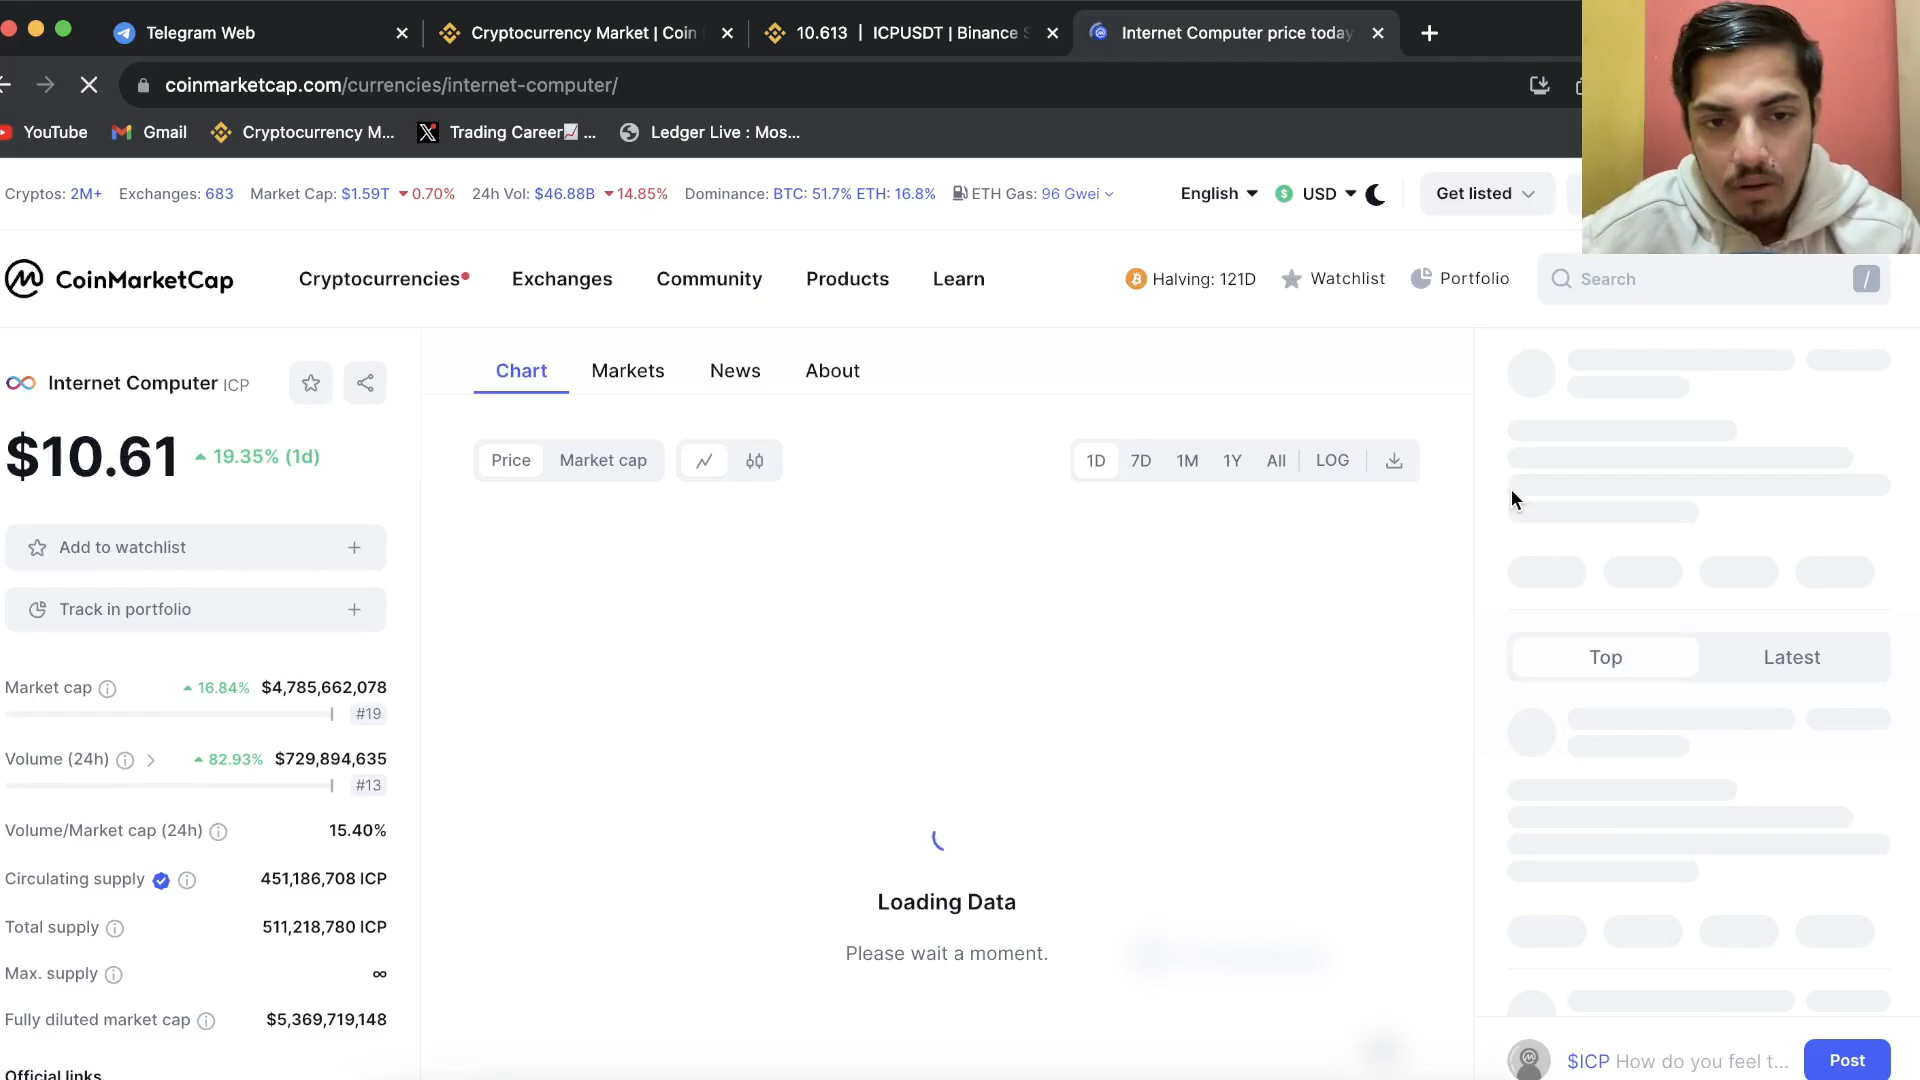 Telegram Web
Cryptocurrency Market | Coin
10.613 | ICPUSDT | Binance S
Internet Computer price today
coinmarketcap.com/currencies/internet-computer/
YouTube
Gmail
Cryptocurrency M...
Trading Career📈 ...
Ledger Live : Mos...
Cryptos: 2M+ Exchanges: 683 Market Cap: $1.59T 0.70% 24h Vol: $46.88B 14.85% Dominance: BTC: 51.7% ETH: 16.8% ETH Gas: 96 Gwei
English
USD
Get listed
CoinMarketCap
Cryptocurrencies
Exchanges
Community
Products
Learn
Halving: 121D
Watchlist
Portfolio
Search
/
Internet Computer ICP
$10.61 19.35% (1d)
Add to watchlist +
Track in portfolio +
Market cap 16.84% $4,785,662,078
#19
Volume (24h) 82.93% $729,894,635
#13
Volume/Market cap (24h) 15.40%
Circulating supply 451,186,708 ICP
Total supply 511,218,780 ICP
Max. supply ∞
Fully diluted market cap $5,369,719,148
Official links
Chart
Markets
News
About
Price
Market cap
1D
7D
1M
1Y
All
LOG
Loading Data
Please wait a moment.
Top
Latest
$ICP How do you feel t...
Post